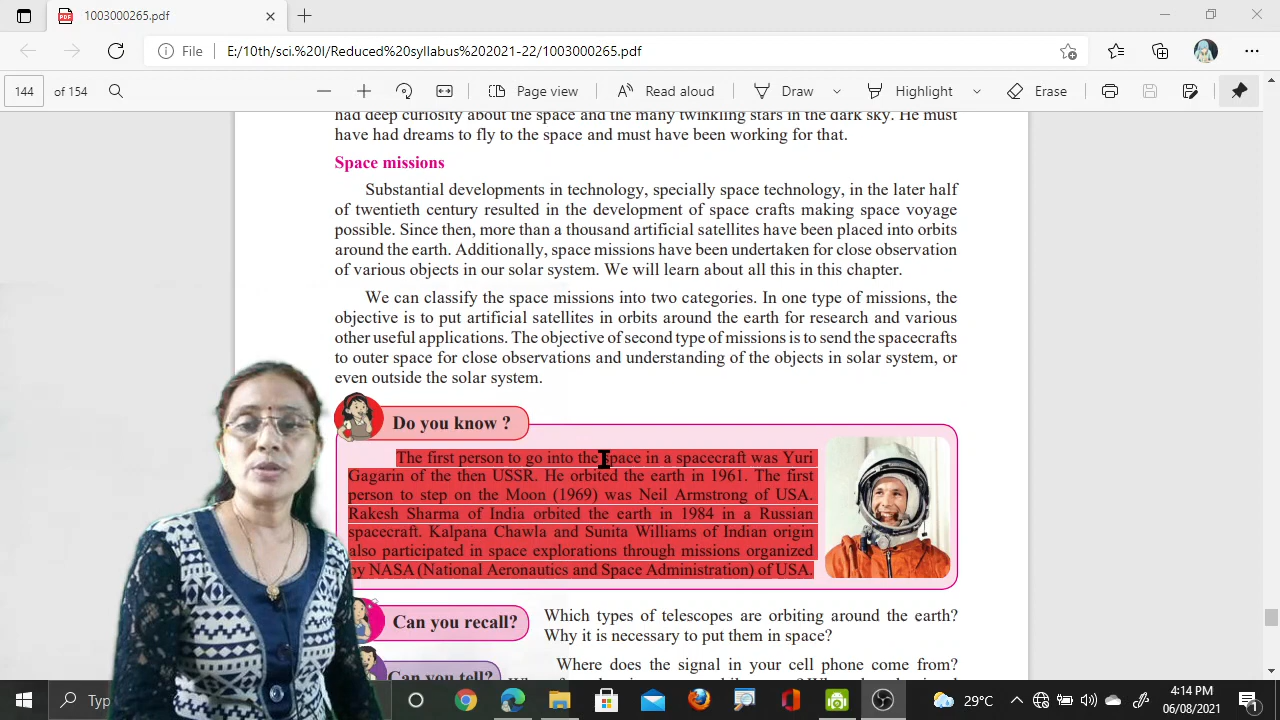 1003000265.pdf
File
E:/10th/sci.%20I/Reduced%20syllabus%202021-22/1003000265.pdf
144
of 154
Page view
Read aloud
Draw
Highlight
Erase
had deep curiosity about the space and the many twinkling stars in the dark sky. He must
have had dreams to fly to the space and must have been working for that.
Space missions
Substantial developments in technology, specially space technology, in the later half
of twentieth century resulted in the development of space crafts making space voyage
possible. Since then, more than a thousand artificial satellites have been placed into orbits
around the earth. Additionally, space missions have been undertaken for close observation
of various objects in our solar system. We will learn about all this in this chapter.
We can classify the space missions into two categories. In one type of missions, the
objective is to put artificial satellites in orbits around the earth for research and various
other useful applications. The objective of second type of missions is to send the spacecrafts
to outer space for close observations and understanding of the objects in solar system, or
even outside the solar system.
Do you know ?
The first person to go into the space in a spacecraft was Yuri
Gagarin of the then USSR. He orbited the earth in 1961. The first
person to step on the Moon (1969) was Neil Armstrong of USA.
Rakesh Sharma of India orbited the earth in 1984 in a Russian
spacecraft. Kalpana Chawla and Sunita Williams of Indian origin
also participated in space explorations through missions organized
by NASA (National Aeronautics and Space Administration) of USA.
Can you recall?
Which types of telescopes are orbiting around the earth?
Why it is necessary to put them in space?
Can you tell?
Where does the signal in your cell phone come from?
Typ
29°C
4:14 PM
06/08/2021
1